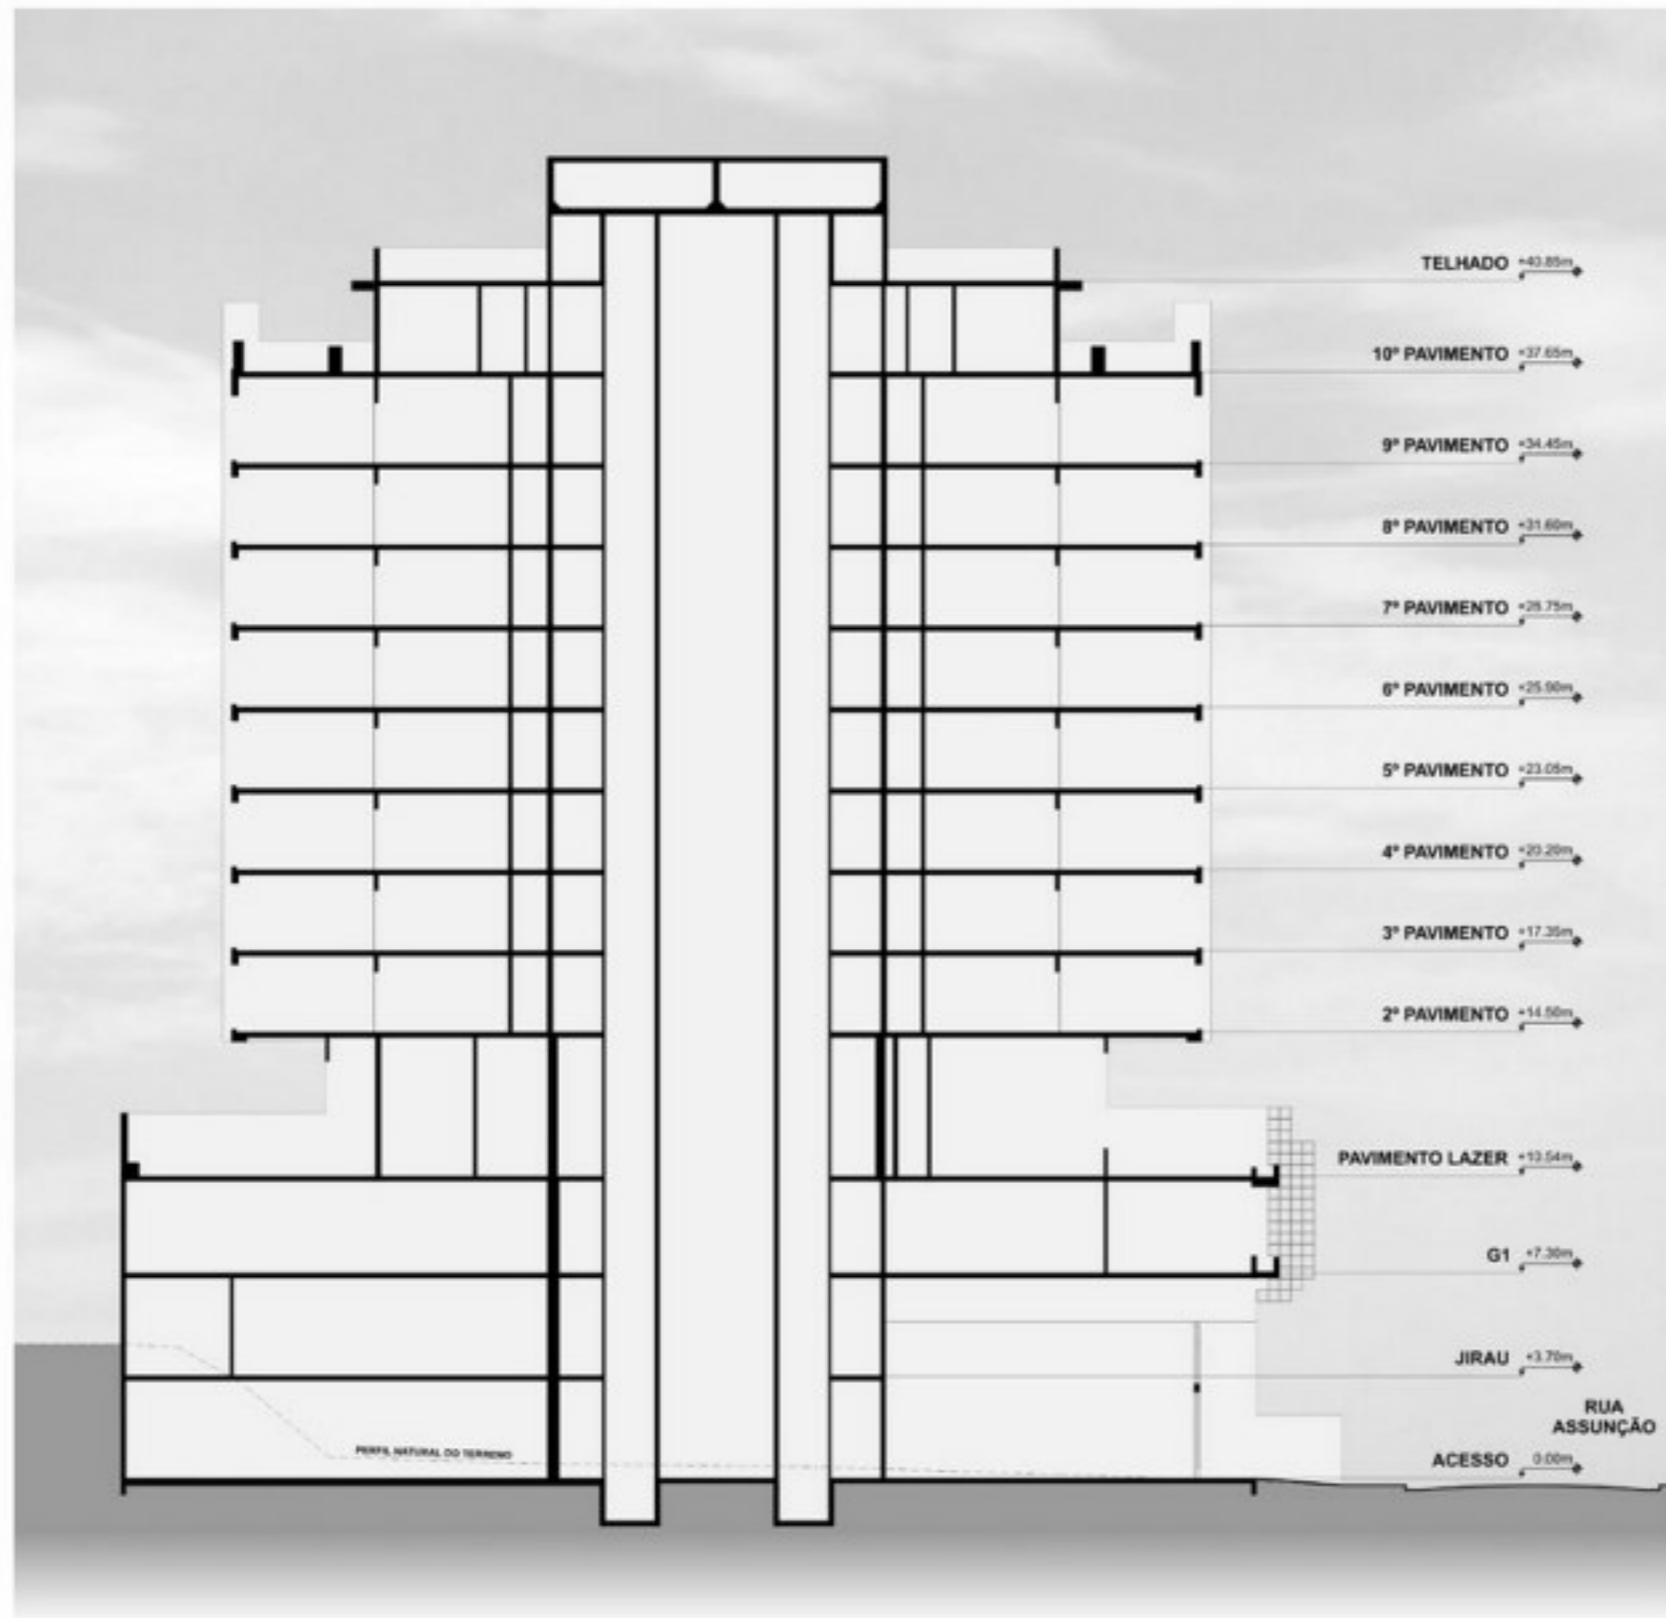 TELHADO +40.85m
10º PAVIMENTO +37.65m
9º PAVIMENTO +34.45m
8º PAVIMENTO +31.60m
7º PAVIMENTO +28.75m
6º PAVIMENTO +25.90m
5º PAVIMENTO +23.05m
4º PAVIMENTO +20.20m
3º PAVIMENTO +17.35m
2º PAVIMENTO +14.50m
PAVIMENTO LAZER +10.54m
G1 +7.30m
JIRAU +3.70m
RUA
ASSUNÇÃO
PERFIL NATURAL DO TERRENO
ACESSO 0.00m